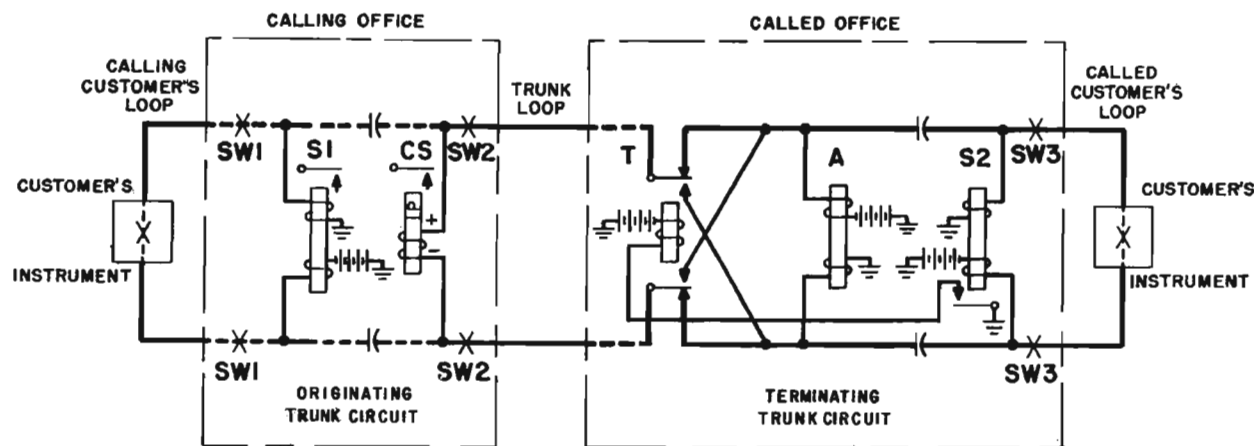 CALLING OFFICE
CALLED OFFICE
CALLING
CUSTOMER'S
LOOP
TRUNK
LOOP
CALLED
CUSTOMER'S
LOOP
SW1
S1
CS
SW2
T
A
S2
SW3
+
-
CUSTOMER'S
INSTRUMENT
CUSTOMER'S
INSTRUMENT
SW1
SW2
SW3
ORIGINATING
TRUNK CIRCUIT
TERMINATING
TRUNK CIRCUIT